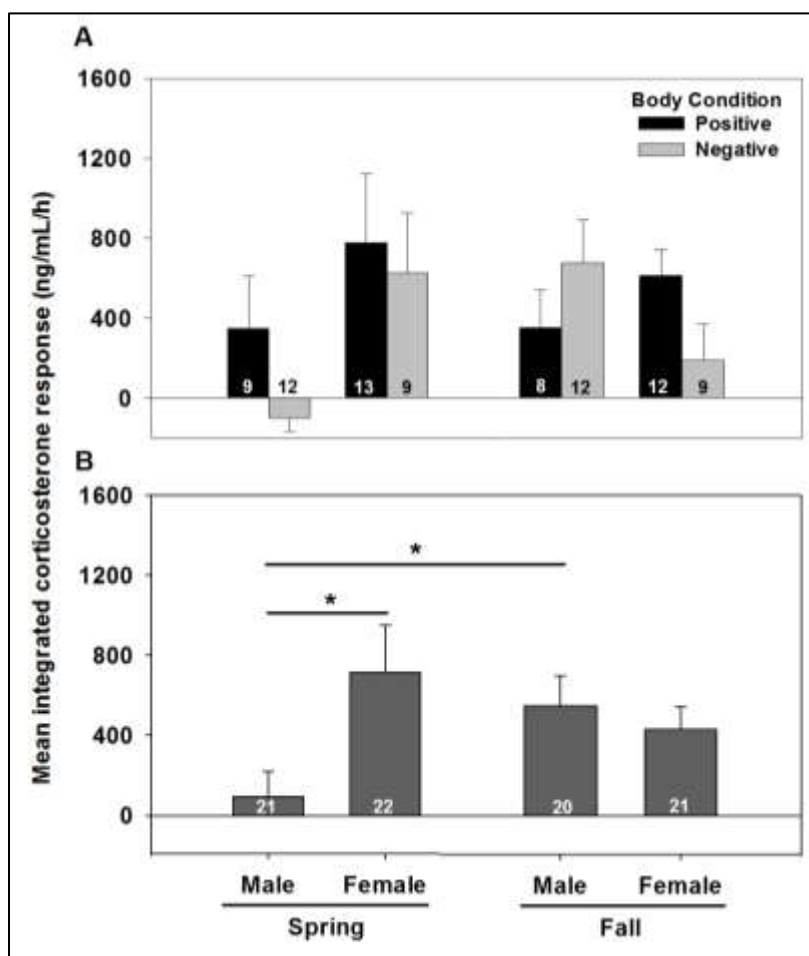 A
1600
Body Condition
Positive
Negative
1200
800
400
0
9 12 13 9 8 12 12 9
B
1600
*
1200
*
800
400
0
21 22 20 21
Mean integrated corticosterone response (ng/mL/h)
Male Female Male Female
Spring Fall